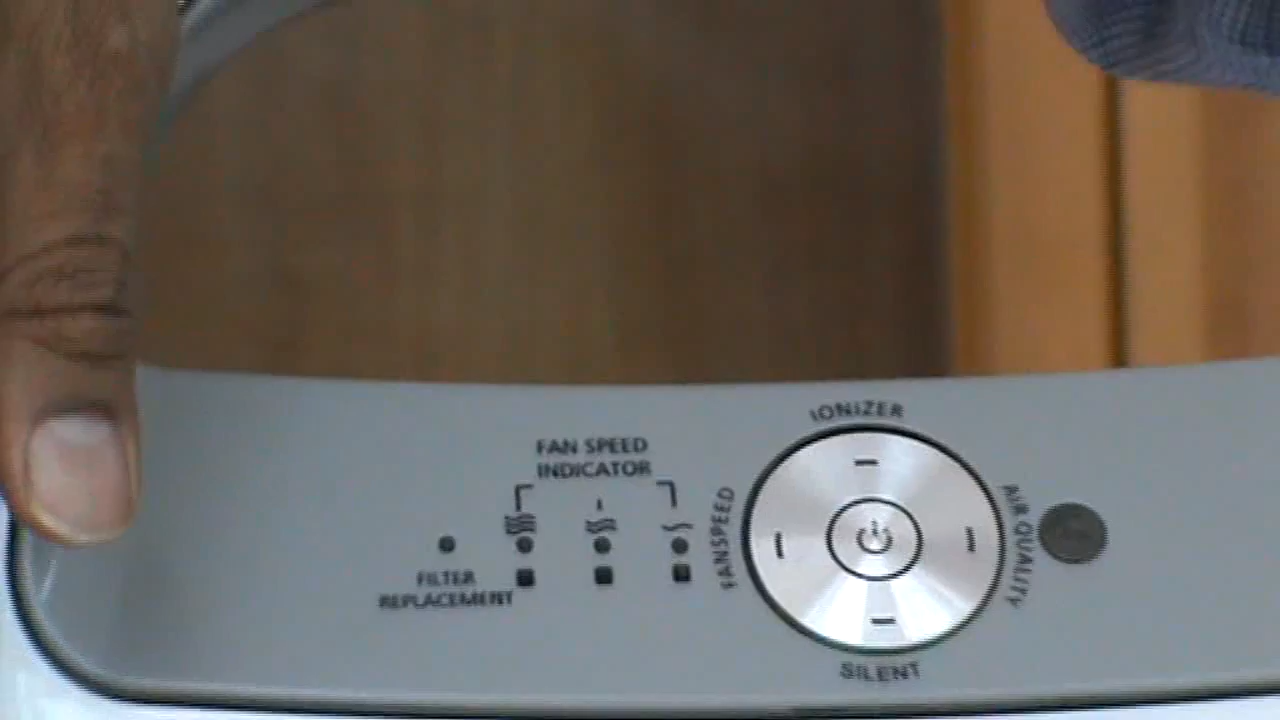 IONIZER
FAN SPEED
INDICATOR
FANSPEED
AIR QUALITY
FILTER
REPLACEMENT
SILENT